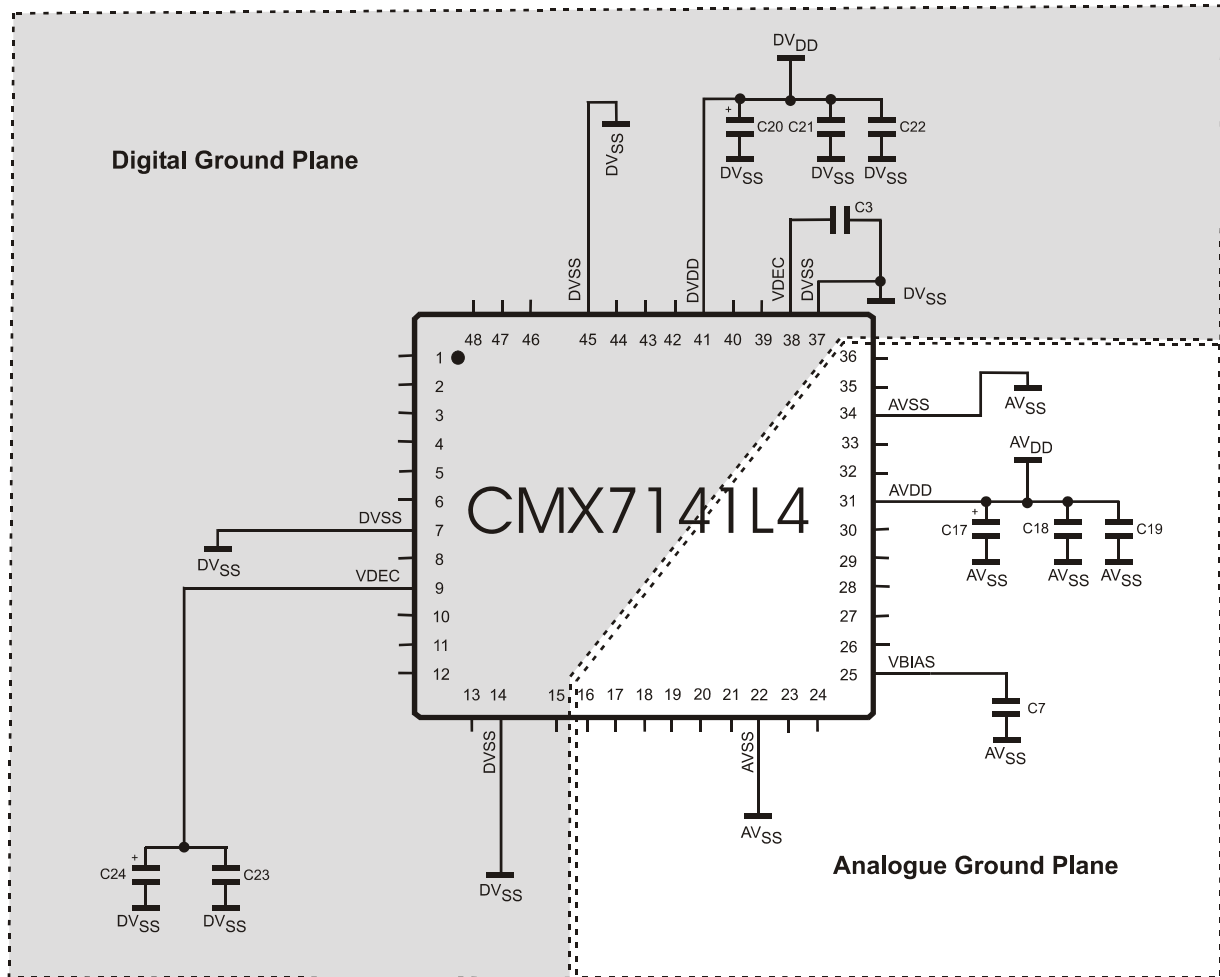 DVDD
+
C20
C21
C22
DVSS
DVSS
DVSS
DVSS
Digital Ground Plane
C3
DVSS
DVDD
VDEC
DVSS
DVSS
48 47 46 45 44 43 42 41 40 39 38 37
1
2
3
4
5
6
7
8
9
10
11
12
36
35
34
33
32
31
30
29
28
27
26
25
CMX7141L4
13 14 15 16 17 18 19 20 21 22 23 24
AVSS
AVSS
AVDD
AVDD
+
C17
C18
C19
AVSS
AVSS
AVSS
DVSS
DVSS
VDEC
VBIAS
C7
AVSS
DVSS
AVSS
AVSS
+
C24
C23
DVSS
DVSS
DVSS
Analogue Ground Plane